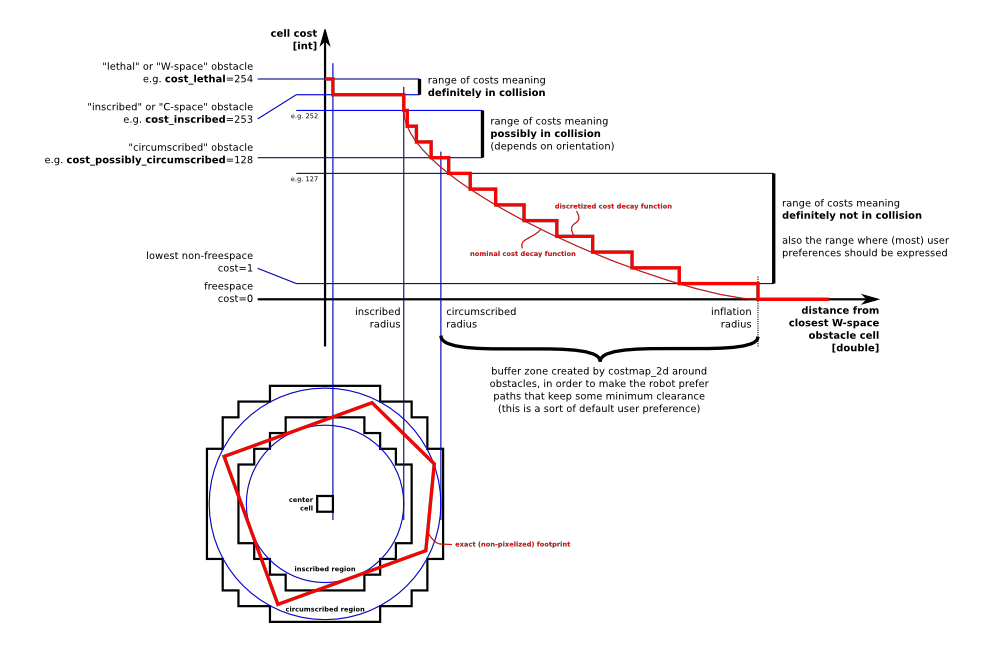 cell cost
[int]
"lethal" or "W-space" obstacle
e.g. cost_lethal=254
range of costs meaning
definitely in collision
"inscribed" or "C-space" obstacle
e.g. cost_inscribed=253
e.g. 252
range of costs meaning
possibly in collision
(depends on orientation)
"circumscribed" obstacle
e.g. cost_possibly_circumscribed=128
e.g. 127
range of costs meaning
definitely not in collision
also the range where (most) user
preferences should be expressed
discretized cost decay function
nominal cost decay function
lowest non-freespace
cost=1
freespace
cost=0
inscribed
radius
circumscribed
radius
inflation
radius
distance from
closest W-space
obstacle cell
[double]
buffer zone created by costmap_2d around
obstacles, in order to make the robot prefer
paths that keep some minimum clearance
(this is a sort of default user preference)
center
cell
exact (non-pixelized) footprint
inscribed region
circumscribed region